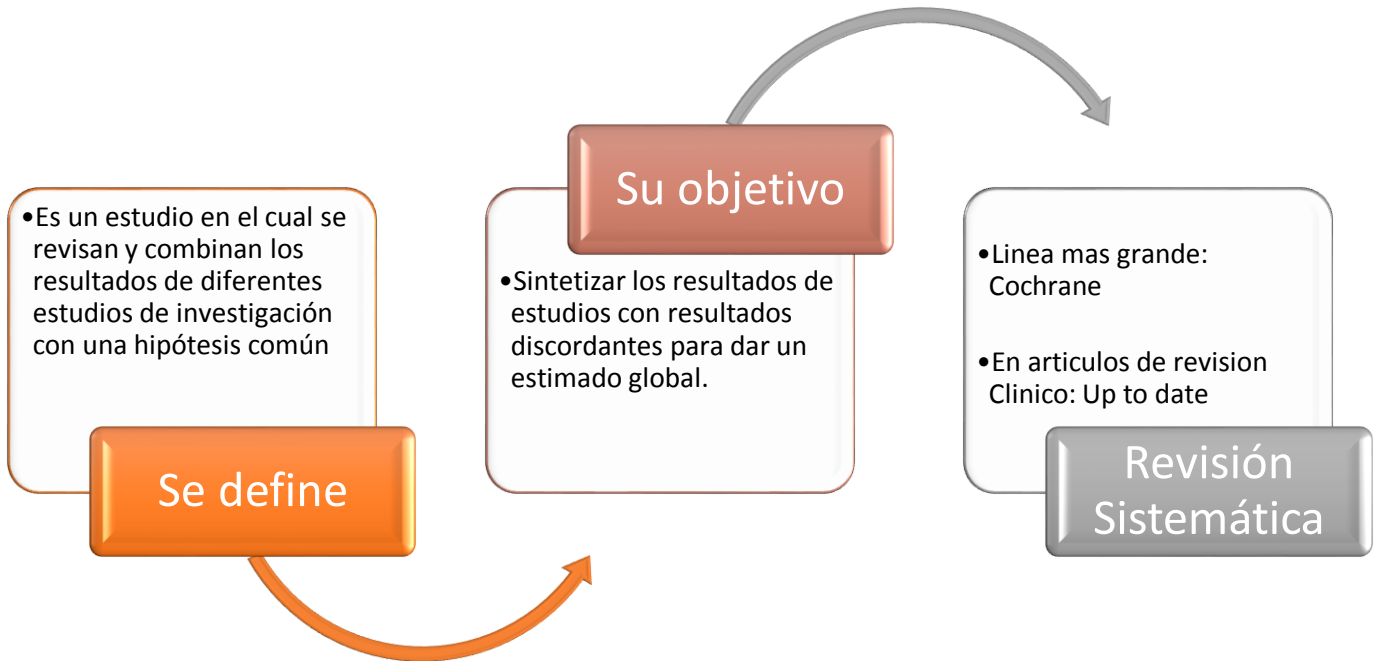 •Es un estudio en el cual se
revisan y combinan los
resultados de diferentes
estudios de investigación
con una hipótesis común
Se define
Su objetivo
•Sintetizar los resultados de
estudios con resultados
discordantes para dar un
estimado global.
•Linea mas grande:
Cochrane
•En articulos de revision
Clinico: Up to date
Revisión
Sistemática